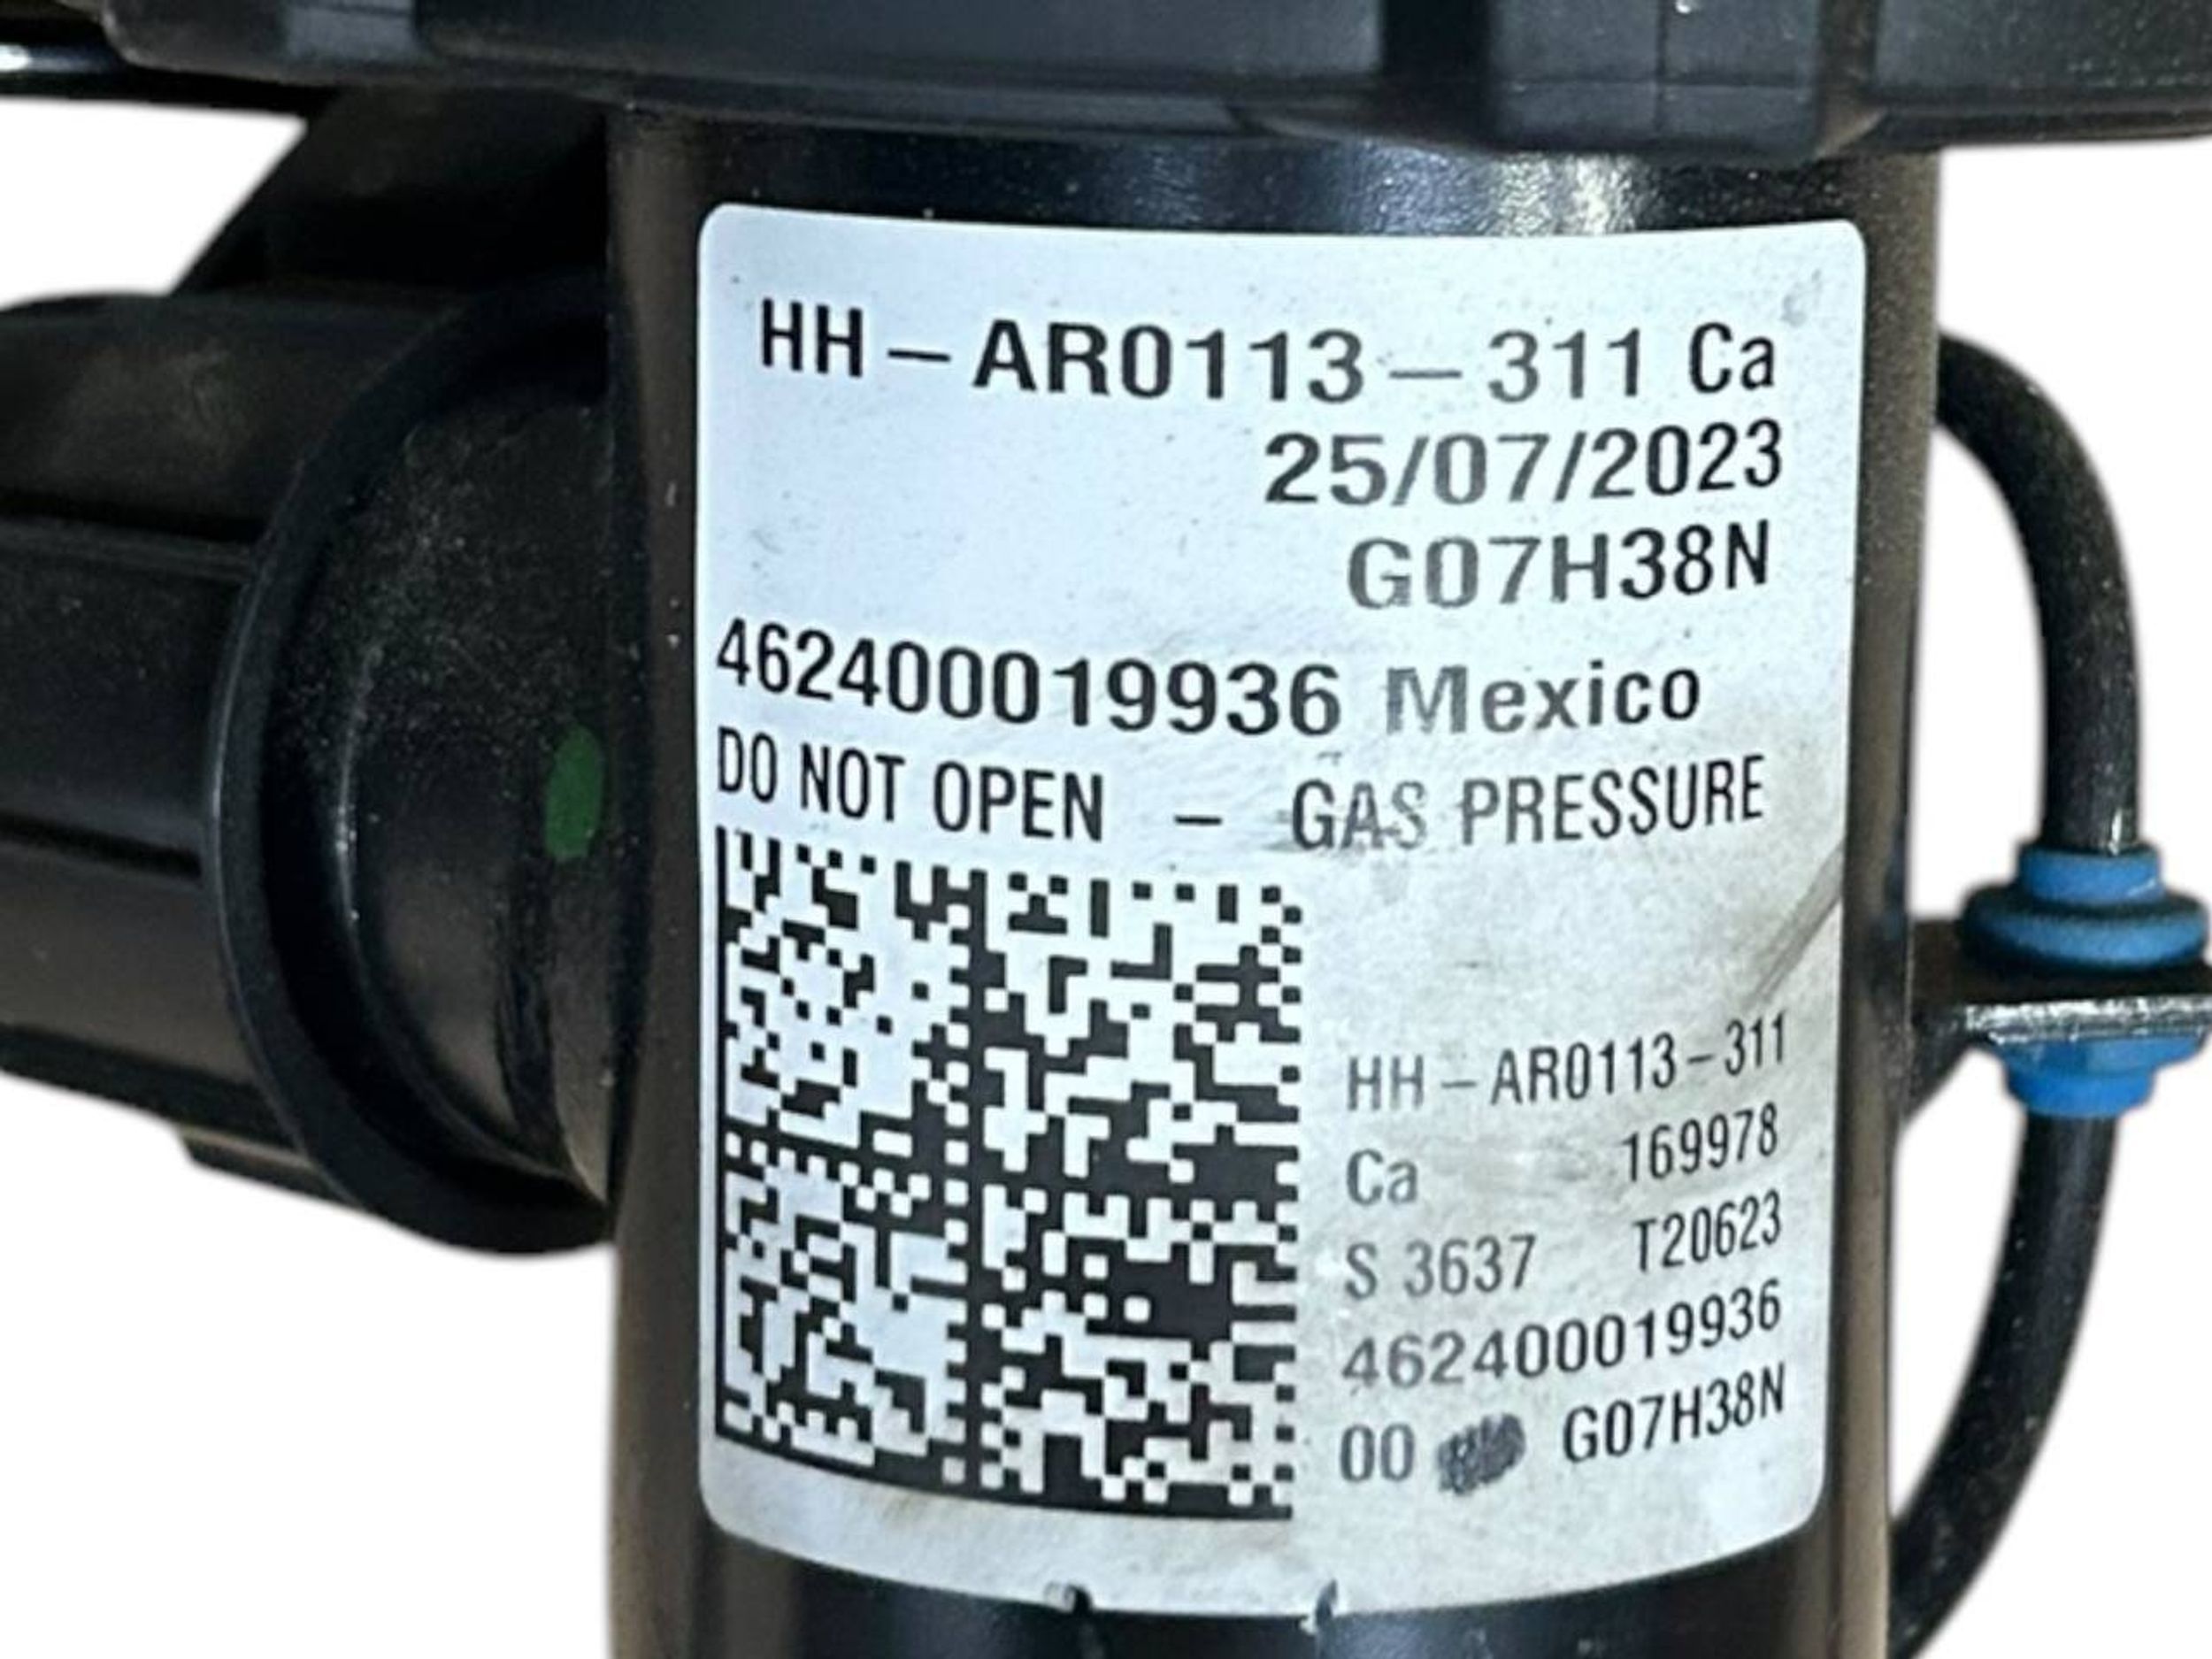 HH-AR0113-311 Ca
25/07/2023
G07H38N
462400019936 Mexico
DO NOT OPEN - GAS PRESSURE
HH-AR0113-311
Ca 169978
S 3637 T20623
462400019936
00 G07H38N